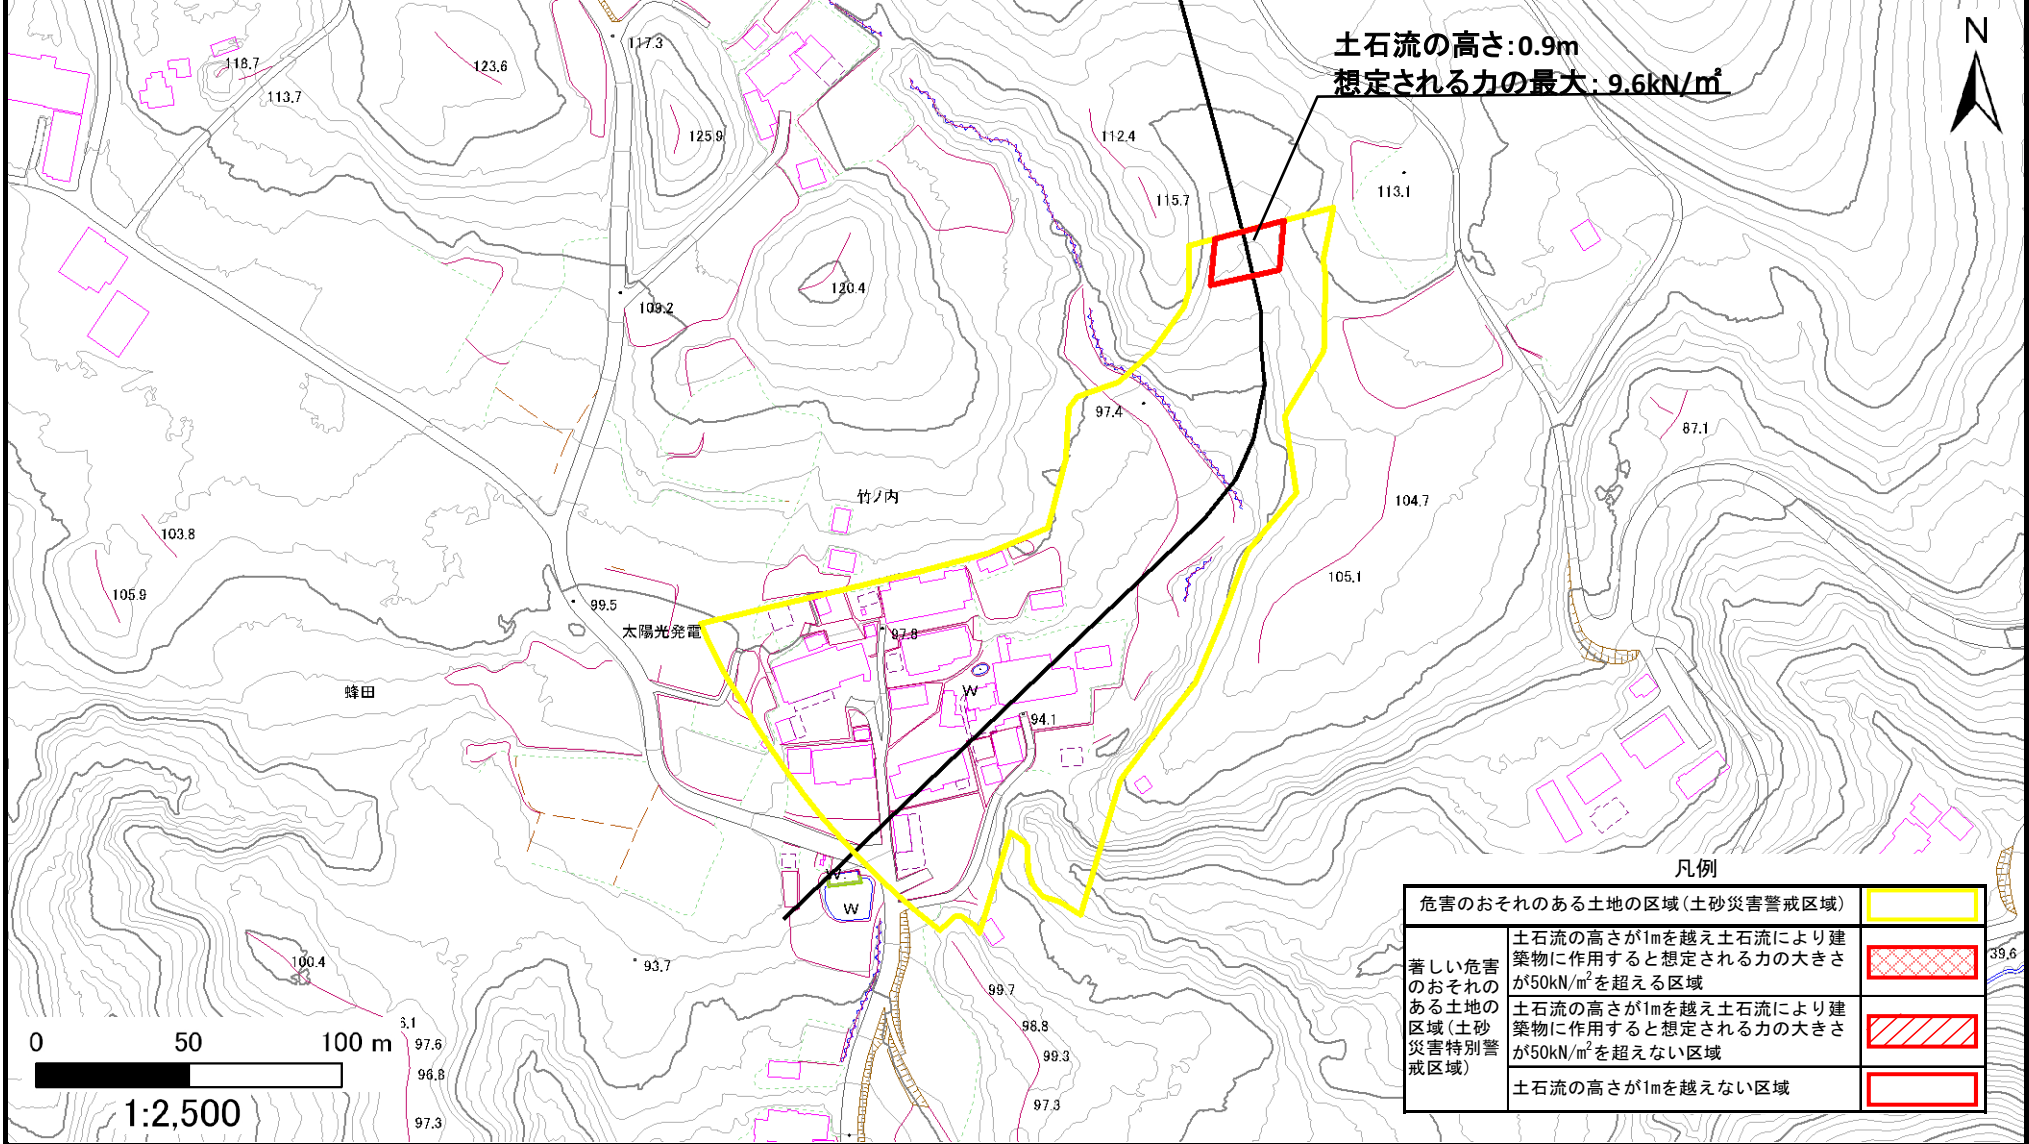 土石流の高さ:0.9m
想定される力の最大:9.6kN/㎡
N
117.3
118.7
113.7
123.6
125.9
112.4
115.7
113.1
120.4
109.2
97.4
87.1
竹ノ内
104.7
103.8
105.9
99.5
太陽光発電
97.8
105.1
蜂田
W
94.1
W
W
100.4
93.7
99.7
98.8
99.3
97.3
39.6
6.1
97.6
96.8
97.3
0 50 100 m
1:2,500
凡例
危害のおそれのある土地の区域(土砂災害警戒区域)
著しい危害
のおそれの
ある土地の
区域(土砂
災害特別警
戒区域)
土石流の高さが1mを越え土石流により建
築物に作用すると想定される力の大きさ
が50kN/m²を超える区域
土石流の高さが1mを越え土石流により建
築物に作用すると想定される力の大きさ
が50kN/m²を超えない区域
土石流の高さが1mを越えない区域